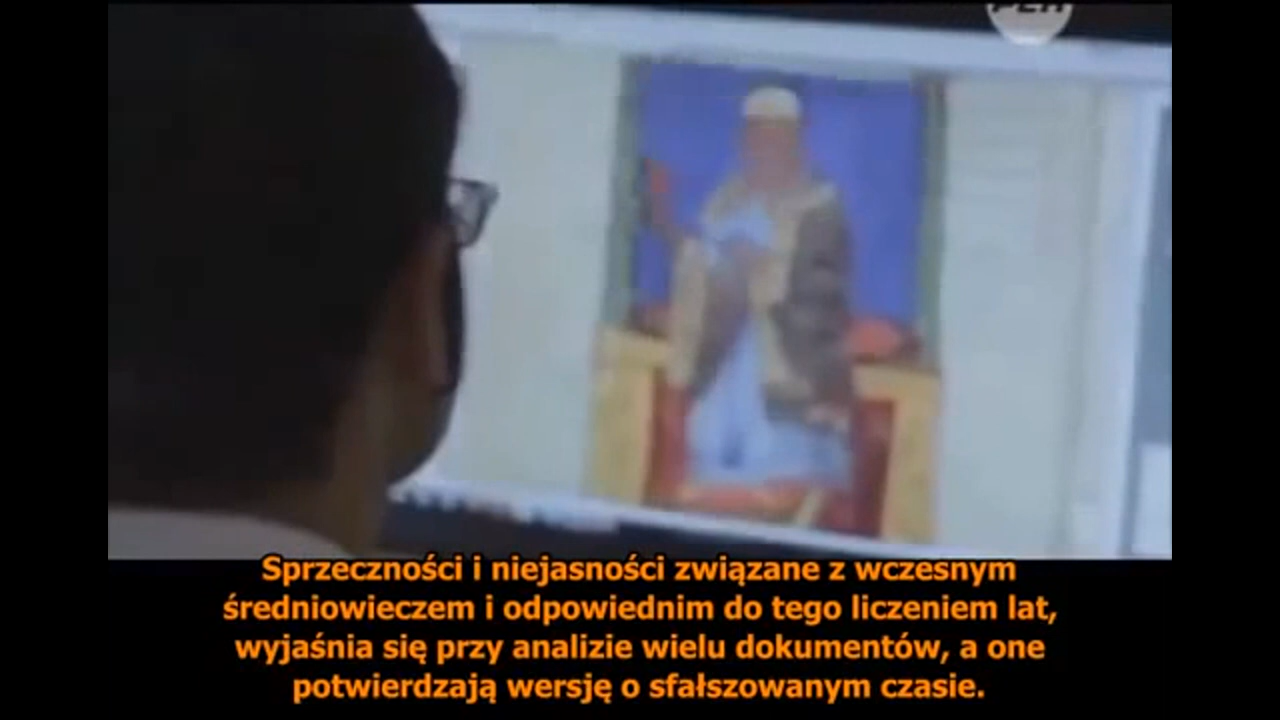 Sprzeczności i niejasności związane z wczesnym
średniowieczem i odpowiednim do tego liczeniem lat,
wyjaśnia się przy analizie wielu dokumentów, a one
potwierdzają wersję o sfałszowanym czasie.